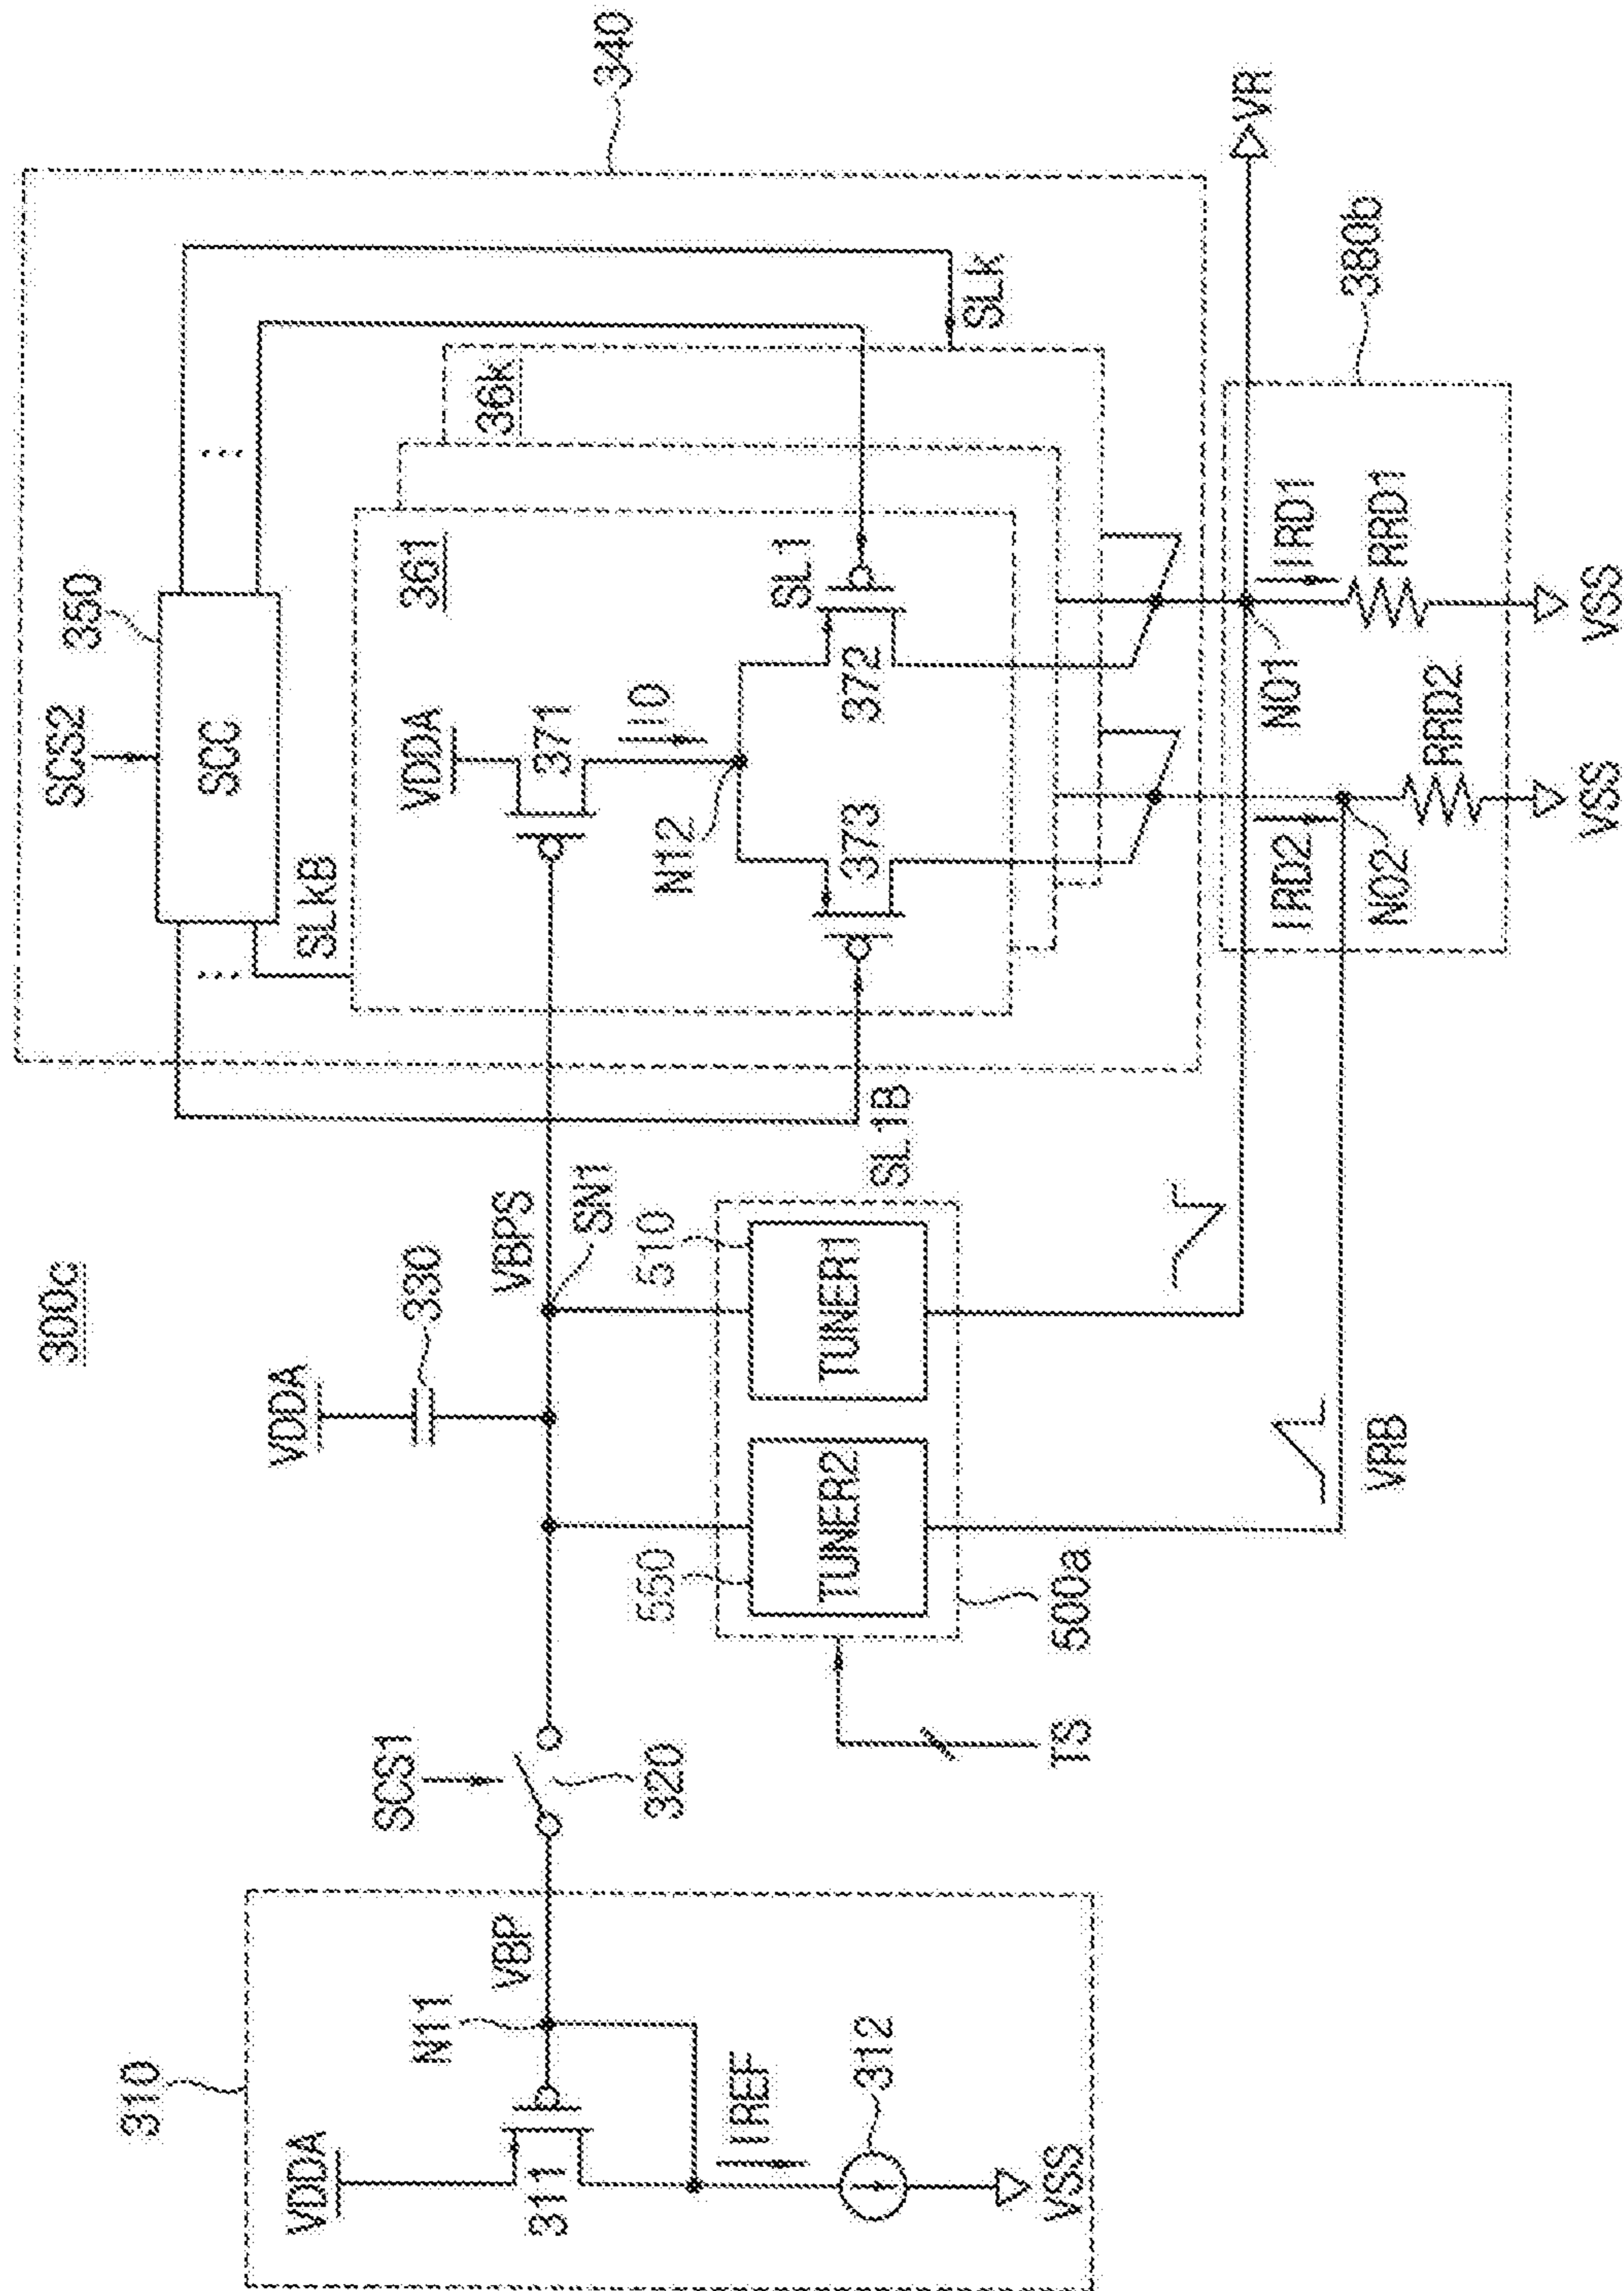 300c
310
VDDA
311
N11
VBP
IREF
312
VSS
SCS1
320
VDDA
330
VBPS
SN1
550
TUNER2
510
TUNER1
500a
TS
SL1B
340
SCS2
350
SCC
SLKB
SLK
36k
361
VDDA
371
II0
N12
373
372
SL1
VRB
VR
380b
IRD2
NO2
RRD2
VSS
NO1
IRD1
RRD1
VSS